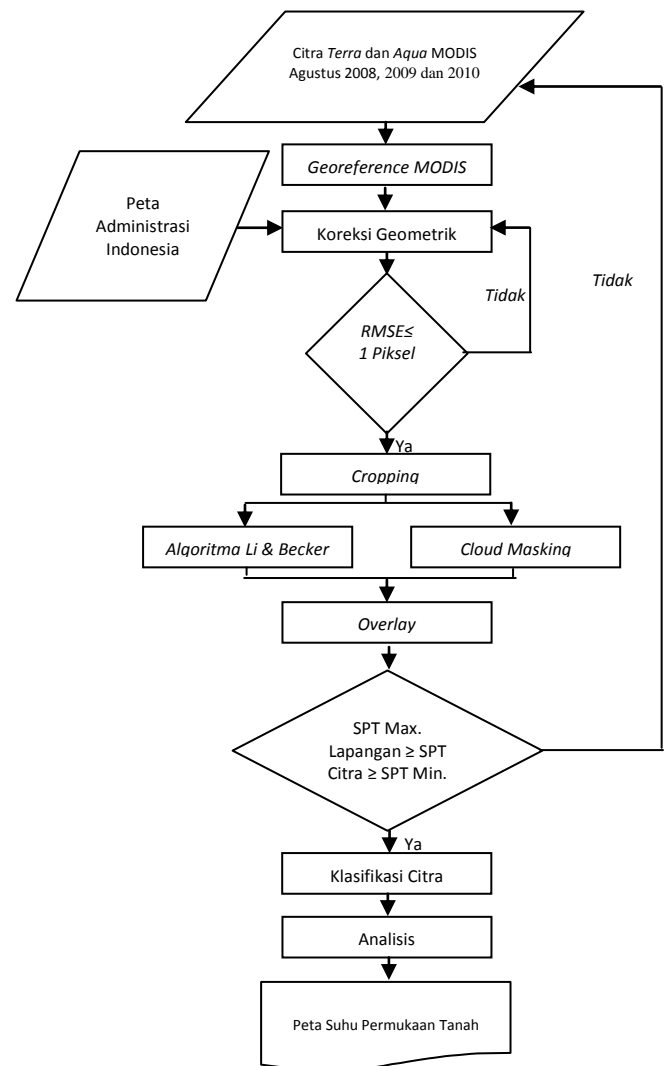 Citra Terra dan Aqua MODIS
Agustus 2008, 2009 dan 2010
Georeference MODIS
Peta
Administrasi
Indonesia
Koreksi Geometrik
Tidak
Tidak
RMSE≤
1 Piksel
Ya
Cropping
Algoritma Li & Becker
Cloud Masking
Overlay
SPT Max.
Lapangan ≥ SPT
Citra ≥ SPT Min.
Ya
Klasifikasi Citra
Analisis
Peta Suhu Permukaan Tanah